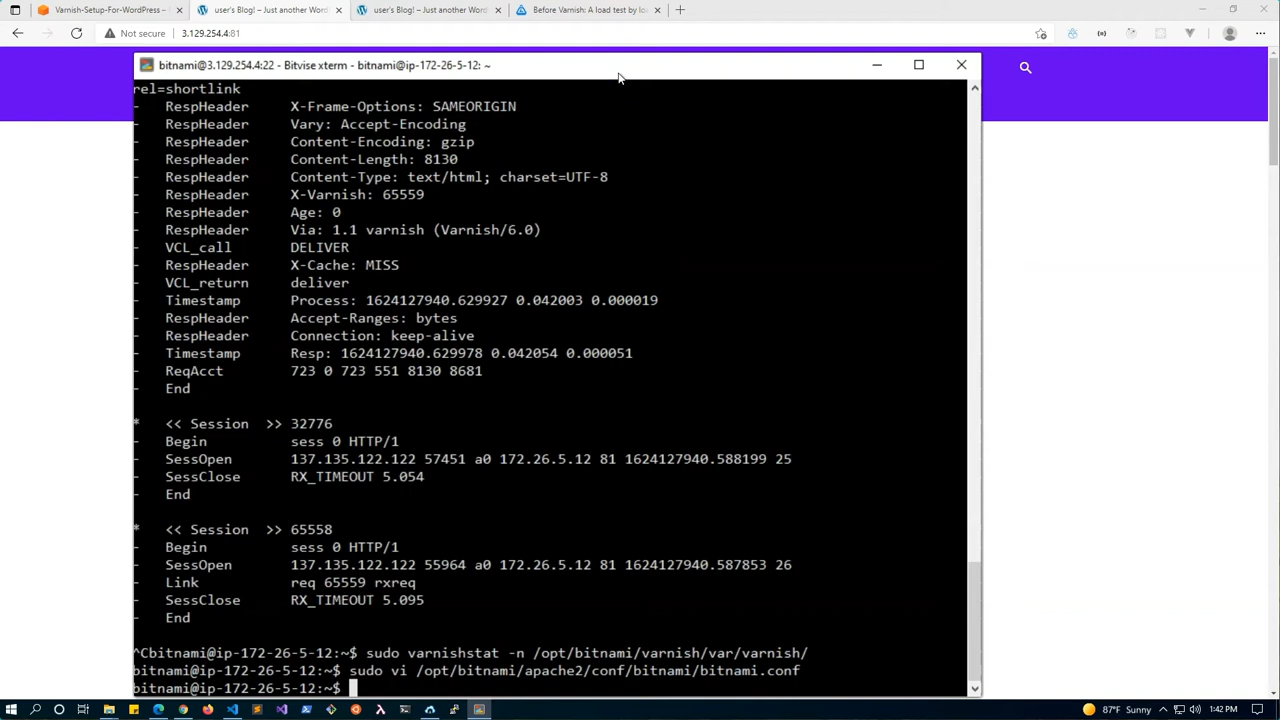 Varnish-Setup-For-WordPress –
user's Blog! – Just another Word
user's Blog! – Just another Word
Before Varnish: A load test by lo
Not secure
3.129.254.4:81
bitnami@3.129.254.4:22 - Bitvise xterm - bitnami@ip-172-26-5-12: ~
rel=shortlink
- RespHeader X-Frame-Options: SAMEORIGIN
- RespHeader Vary: Accept-Encoding
- RespHeader Content-Encoding: gzip
- RespHeader Content-Length: 8130
- RespHeader Content-Type: text/html; charset=UTF-8
- RespHeader X-Varnish: 65559
- RespHeader Age: 0
- RespHeader Via: 1.1 varnish (Varnish/6.0)
- VCL_call DELIVER
- RespHeader X-Cache: MISS
- VCL_return deliver
- Timestamp Process: 1624127940.629927 0.042003 0.000019
- RespHeader Accept-Ranges: bytes
- RespHeader Connection: keep-alive
- Timestamp Resp: 1624127940.629978 0.042054 0.000051
- ReqAcct 723 0 723 551 8130 8681
- End
* << Session >> 32776
- Begin sess 0 HTTP/1
- SessOpen 137.135.122.122 57451 a0 172.26.5.12 81 1624127940.588199 25
- SessClose RX_TIMEOUT 5.054
- End
* << Session >> 65558
- Begin sess 0 HTTP/1
- SessOpen 137.135.122.122 55964 a0 172.26.5.12 81 1624127940.587853 26
- Link req 65559 rxreq
- SessClose RX_TIMEOUT 5.095
- End
^Cbitnami@ip-172-26-5-12:~$ sudo varnishstat -n /opt/bitnami/varnish/var/varnish/
bitnami@ip-172-26-5-12:~$ sudo vi /opt/bitnami/apache2/conf/bitnami/bitnami.conf
bitnami@ip-172-26-5-12:~$
87°F Sunny
1:42 PM